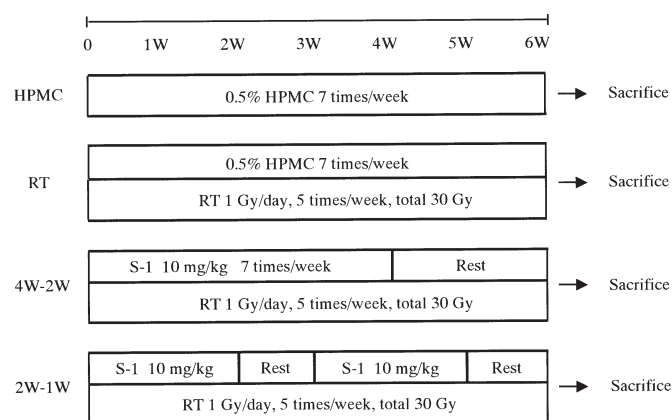 0 1W 2W 3W 4W 5W 6W
HPMC 0.5% HPMC 7 times/week Sacrifice
0.5% HPMC 7 times/week
RT Sacrifice
RT 1 Gy/day, 5 times/week, total 30 Gy
S-1 10 mg/kg 7 times/week Rest
4W-2W Sacrifice
RT 1 Gy/day, 5 times/week, total 30 Gy
S-1 10 mg/kg Rest S-1 10 mg/kg Rest
2W-1W Sacrifice
RT 1 Gy/day, 5 times/week, total 30 Gy